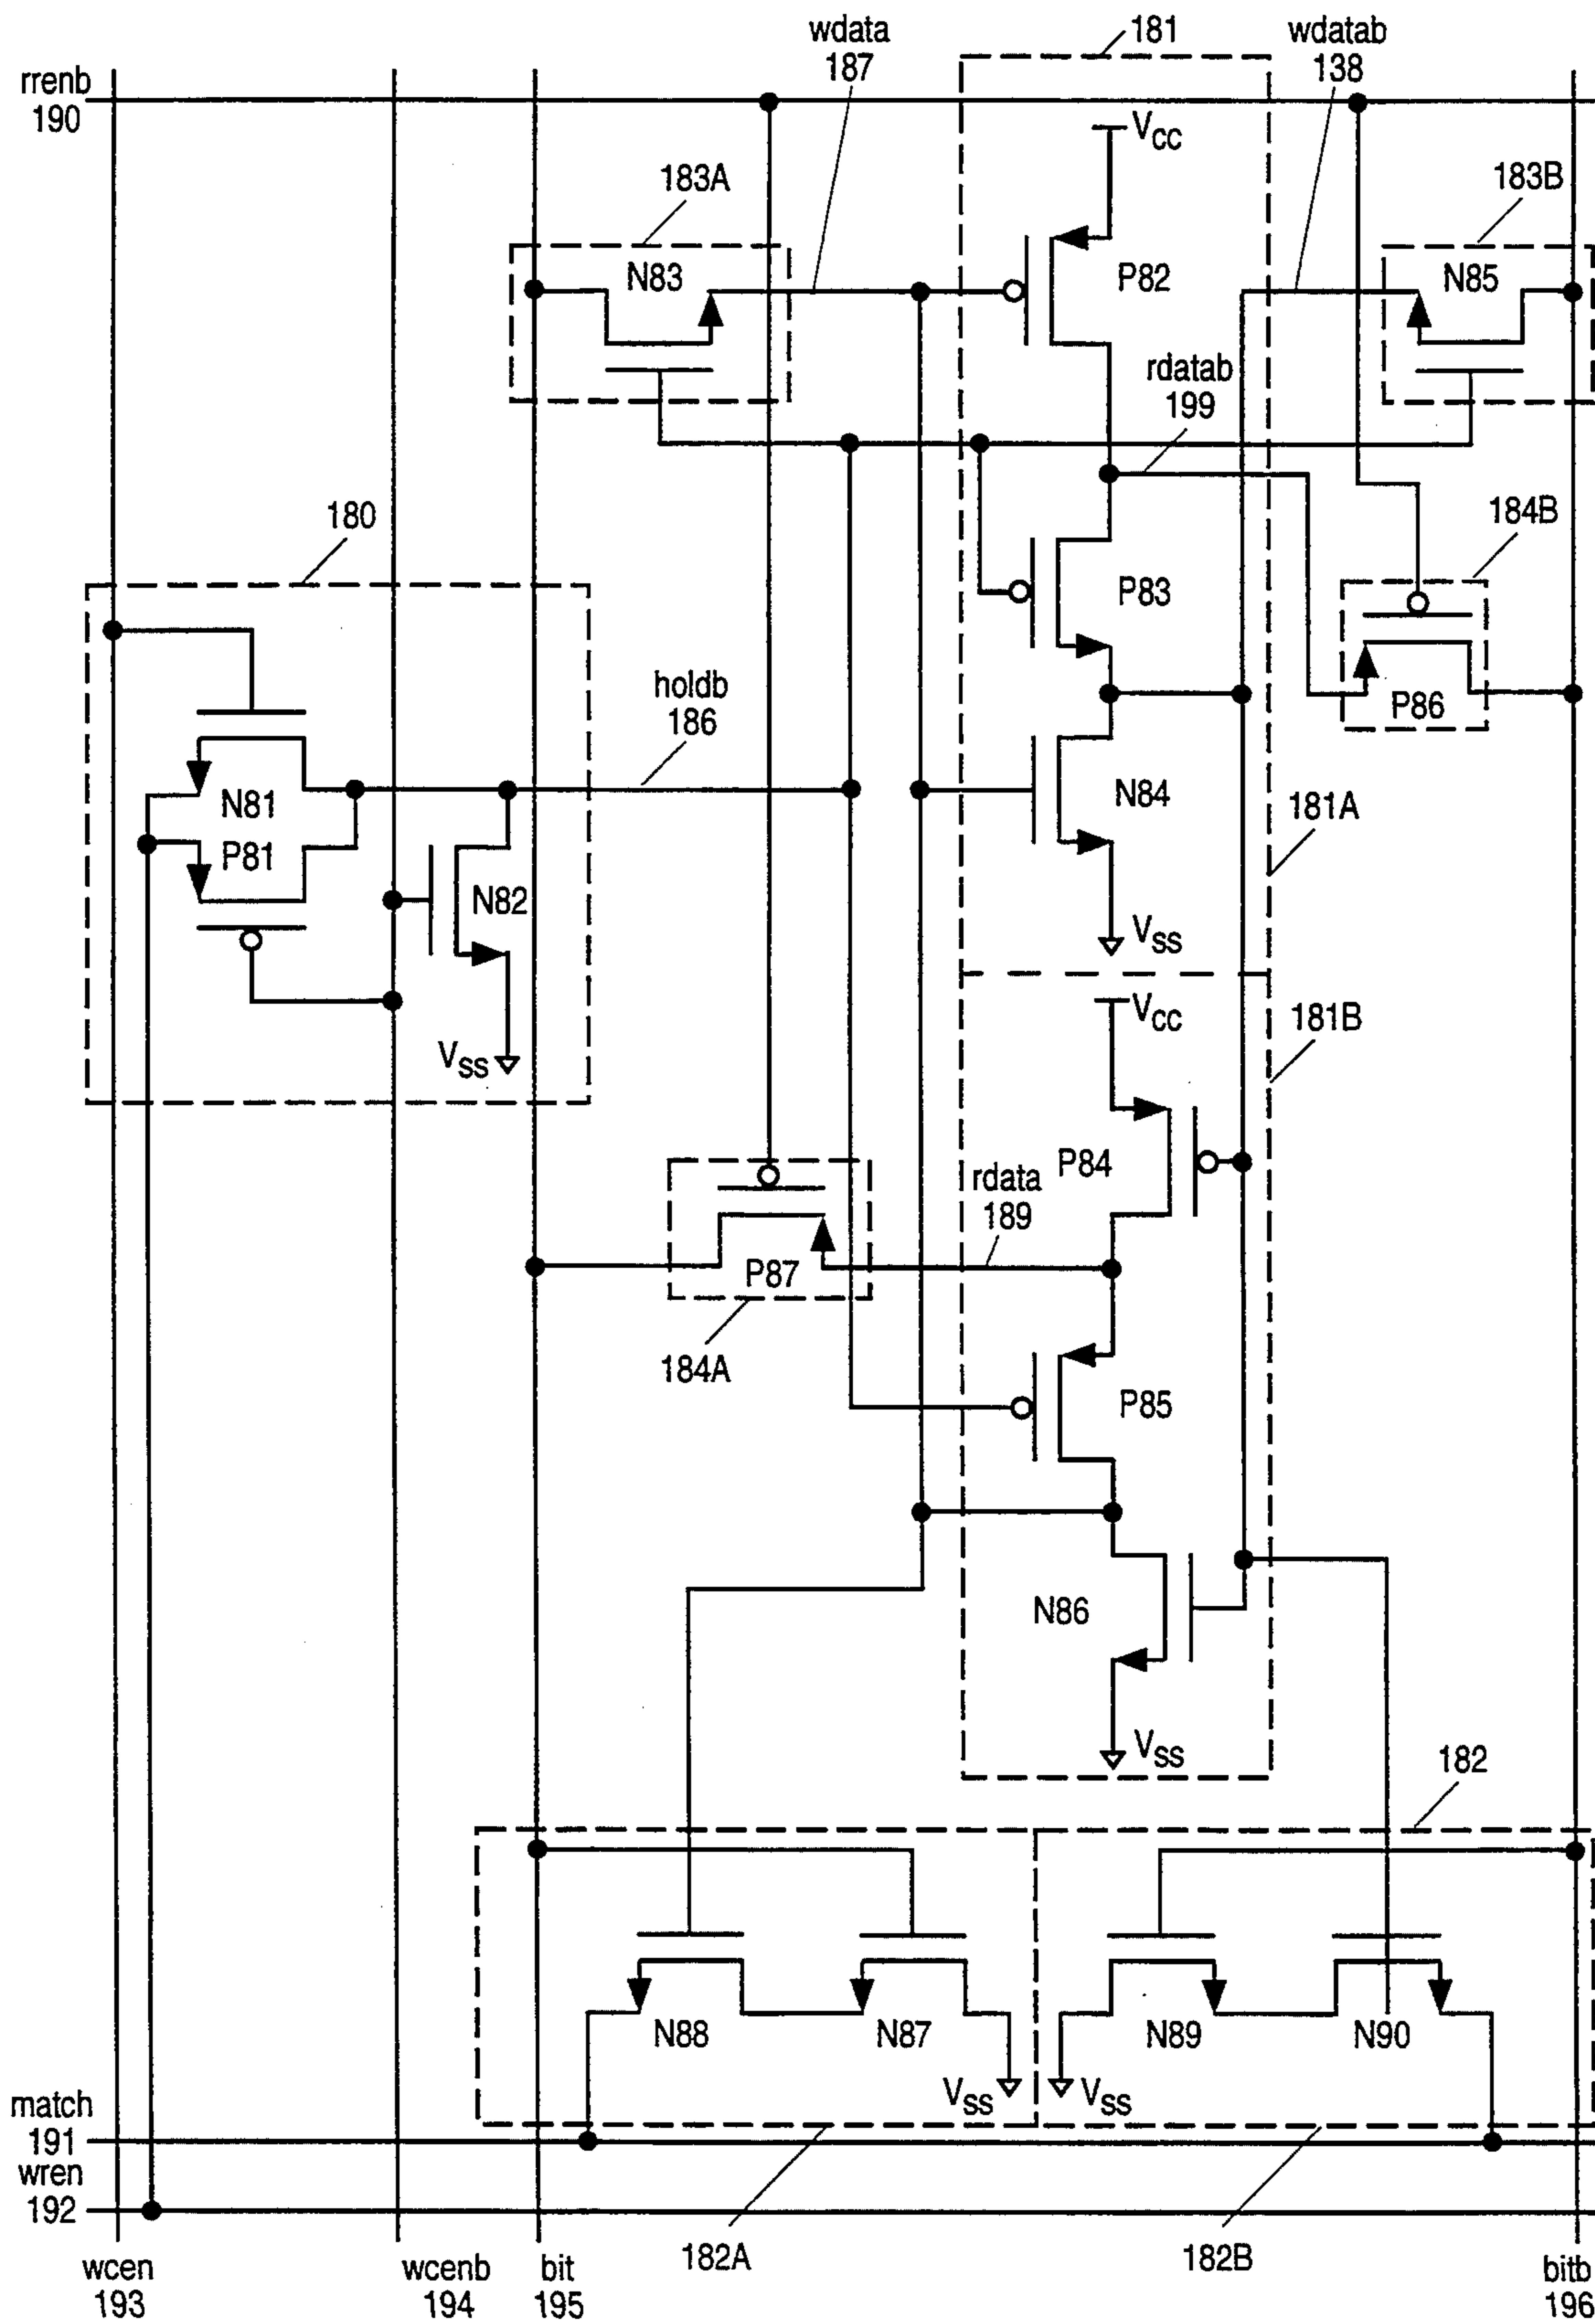 wdata
187
181
wdatab
138
rrenb
190
VCC
183A
183B
N83
P82
N85
rdatab
199
180
184B
P83
holdb
186
P86
N81
P81
N84
181A
N82
VSS
VCC
181B
VSS
P84
rdata
189
P87
184A
P85
N86
VSS
182
N88
N87
N89
N90
VSS
VSS
match
191
wren
192
182A
182B
wcen
193
wcenb
194
bit
195
bitb
196